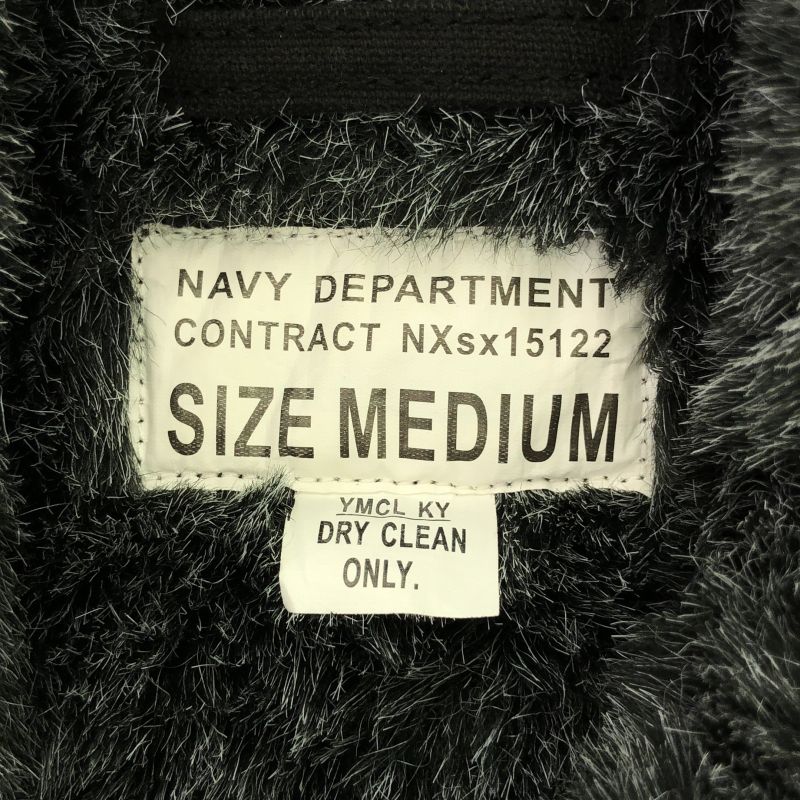 NAVY DEPARTMENT
CONTRACT NXsx15122
SIZE MEDIUM
YMCL KY
DRY CLEAN
ONLY.